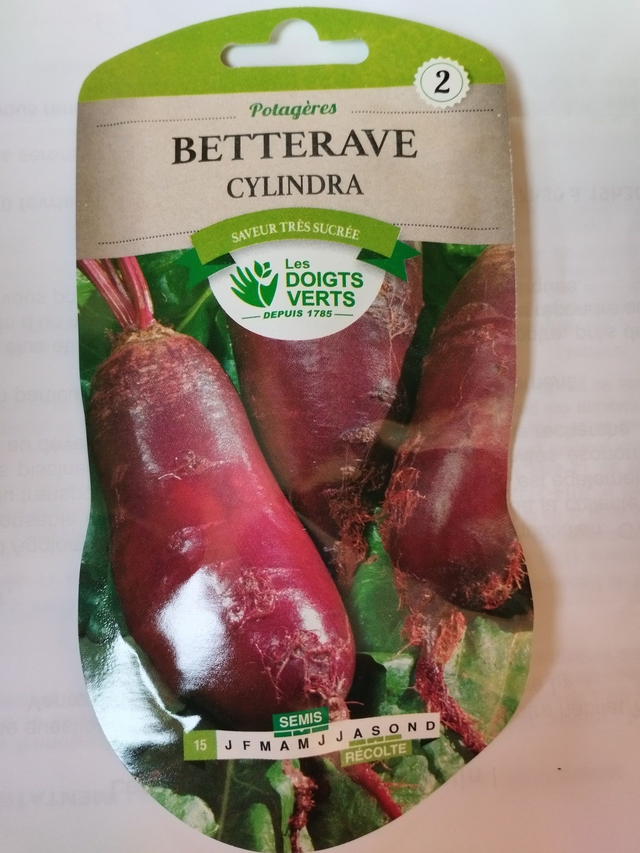 2
Potagères
BETTERAVE
CYLINDRA
SAVEUR TRÈS SUCRÉE
Les
DOIGTS
VERTS
DEPUIS 1785
SEMIS
15 J F M A M J J A S O N D
RÉCOLTE